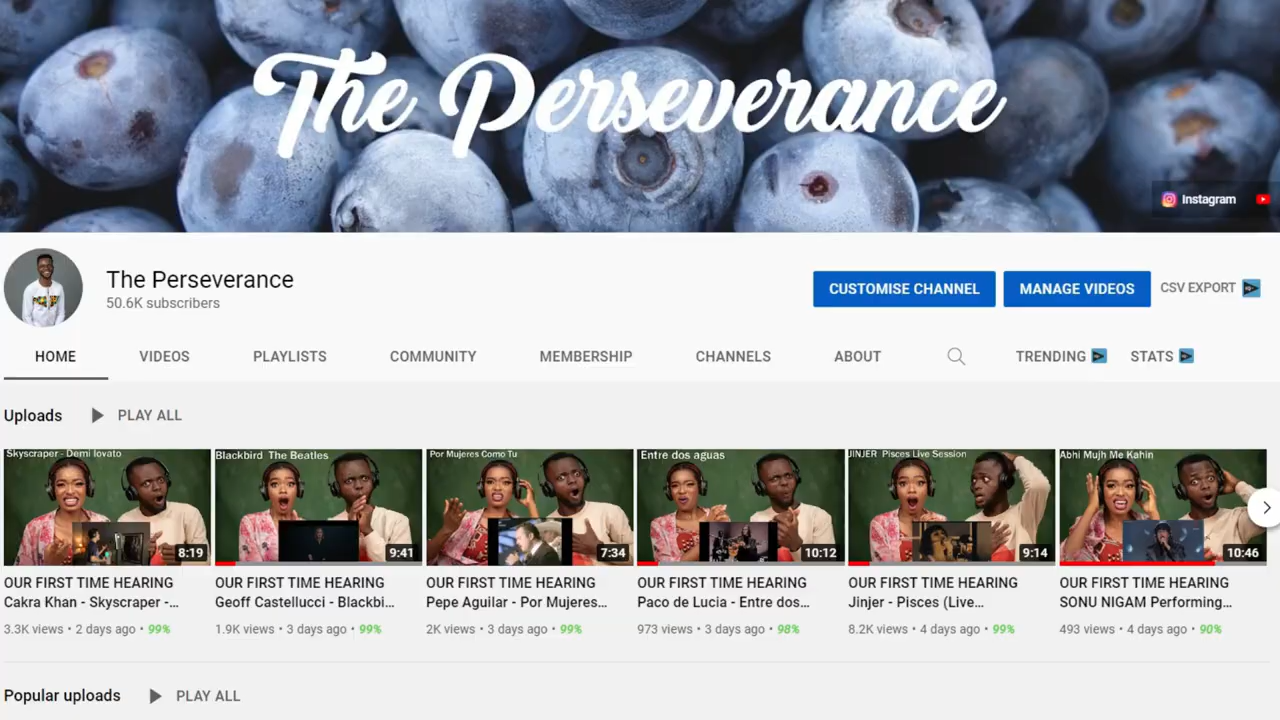 The Perseverance
Instagram
The Perseverance
50.6K subscribers
CUSTOMISE CHANNEL
MANAGE VIDEOS
CSV EXPORT
HOME
VIDEOS
PLAYLISTS
COMMUNITY
MEMBERSHIP
CHANNELS
ABOUT
TRENDING
STATS
Uploads
PLAY ALL
Skyscraper - Demi lovato
8:19
OUR FIRST TIME HEARING
Cakra Khan - Skyscraper -...
3.3K views • 2 days ago • 99%
Blackbird The Beatles
9:41
OUR FIRST TIME HEARING
Geoff Castellucci - Blackbi...
1.9K views • 3 days ago • 99%
Por Mujeres Como Tu
7:34
OUR FIRST TIME HEARING
Pepe Aguilar - Por Mujeres...
2K views • 3 days ago • 99%
Entre dos aguas
10:12
OUR FIRST TIME HEARING
Paco de Lucia - Entre dos...
973 views • 3 days ago • 98%
JINJER Pisces Live Session
9:14
OUR FIRST TIME HEARING
Jinjer - Pisces (Live...
8.2K views • 4 days ago • 99%
Abhi Mujh Me Kahin
10:46
OUR FIRST TIME HEARING
SONU NIGAM Performing...
493 views • 4 days ago • 90%
Popular uploads
PLAY ALL